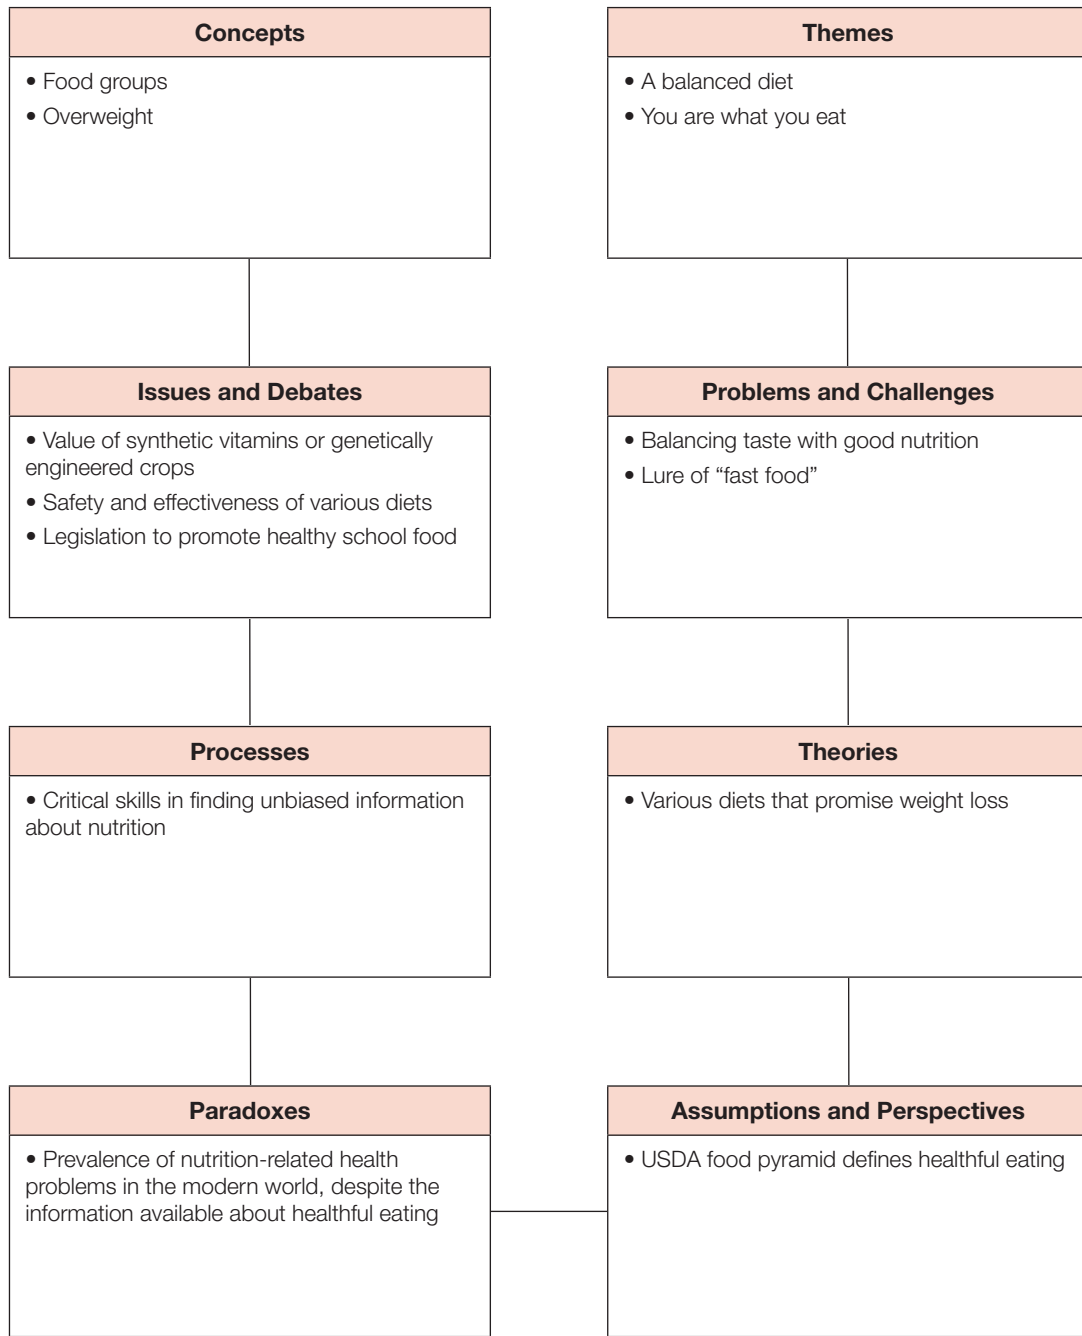 Concepts
• Food groups
• Overweight
Themes
• A balanced diet
• You are what you eat
Issues and Debates
• Value of synthetic vitamins or genetically
engineered crops
• Safety and effectiveness of various diets
• Legislation to promote healthy school food
Problems and Challenges
• Balancing taste with good nutrition
• Lure of “fast food”
Processes
• Critical skills in finding unbiased information
about nutrition
Theories
• Various diets that promise weight loss
Paradoxes
• Prevalence of nutrition-related health
problems in the modern world, despite the
information available about healthful eating
Assumptions and Perspectives
• USDA food pyramid defines healthful eating